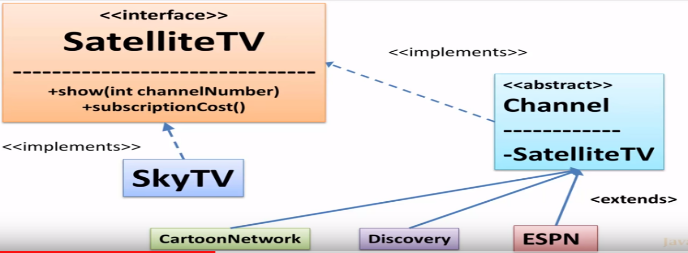 <<interface>>
SatelliteTV
--------------------------------
+show(int channelNumber)
+subscriptionCost()
<<implements>>
<<abstract>>
Channel
------------
-SatelliteTV
<<implements>>
SkyTV
<extends>
CartoonNetwork
Discovery
ESPN